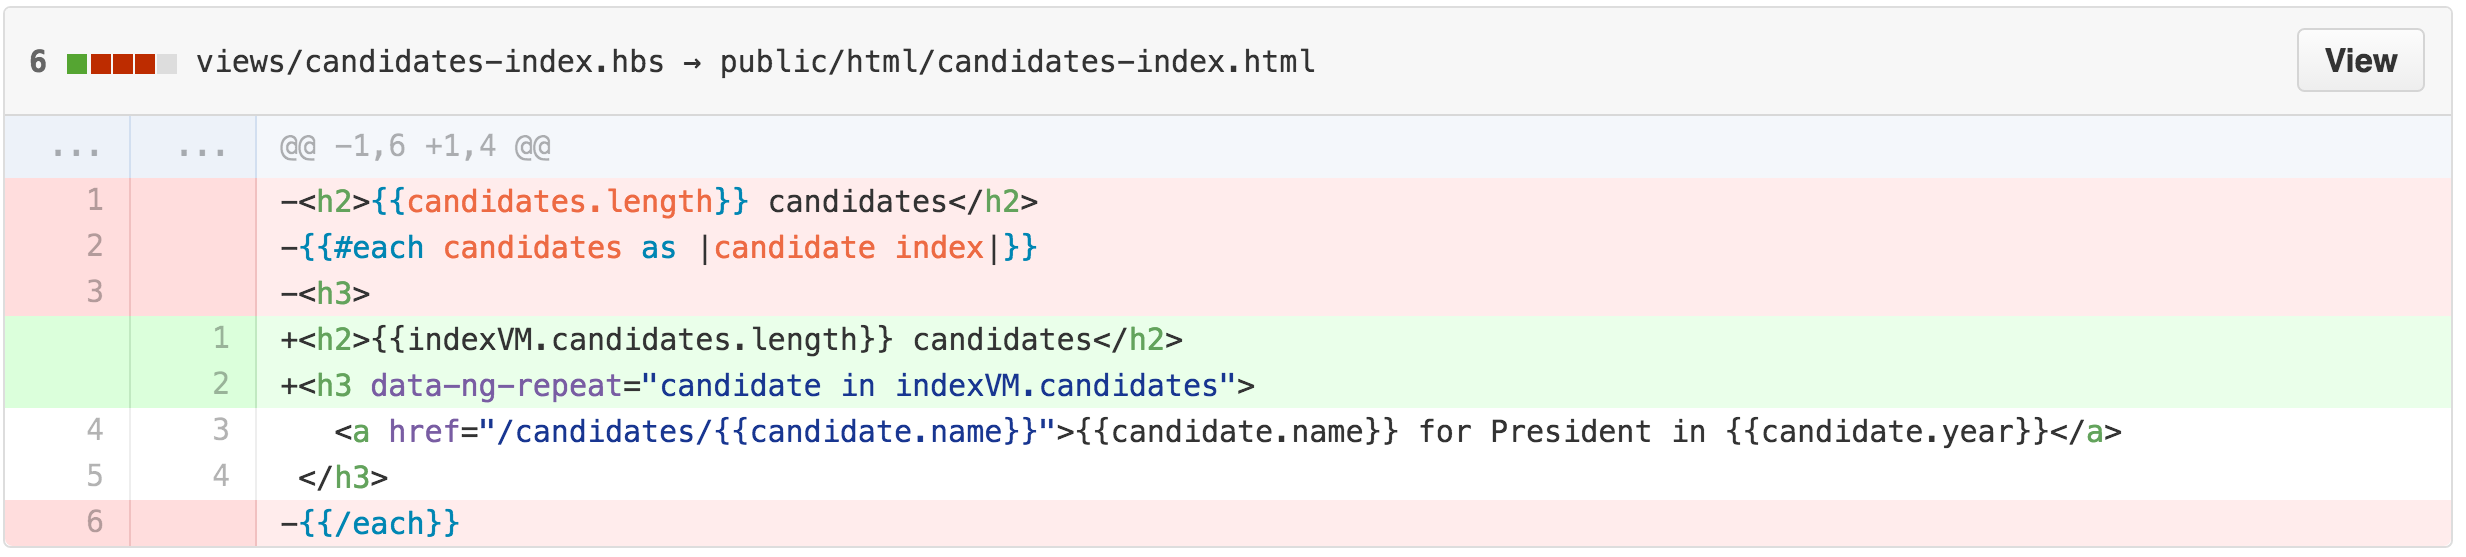 6 views/candidates-index.hbs → public/html/candidates-index.html View
... ... @@ -1,6 +1,4 @@
1 -<h2>{{candidates.length}} candidates</h2>
2 -{{#each candidates as |candidate index|}}
3 -<h3>
1 +<h2>{{indexVM.candidates.length}} candidates</h2>
2 +<h3 data-ng-repeat="candidate in indexVM.candidates">
4 3 <a href="/candidates/{{candidate.name}}">{{candidate.name}} for President in {{candidate.year}}</a>
5 4 </h3>
6 -{{/each}}